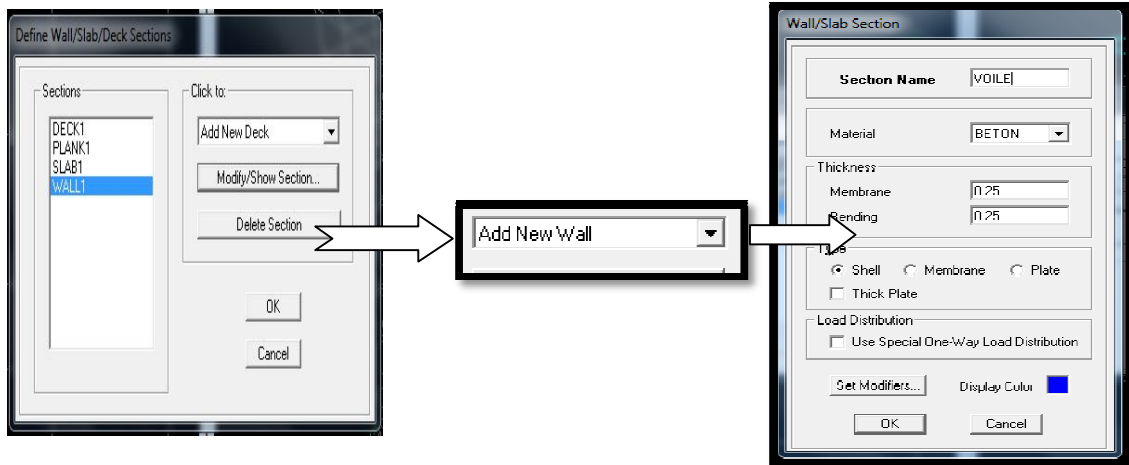 Define Wall/Slab/Deck Sections
Sections
DECK1
PLANK1
SLAB1
WALL1
Click to:
Add New Deck
Modify/Show Section...
Delete Section
OK
Cancel
Add New Wall
Wall/Slab Section
Section Name VOILE
Material BETON
Thickness
Membrane 0.25
Bending 0.25
Type
Shell Membrane Plate
Thick Plate
Load Distribution
Use Special One-Way Load Distribution
Set Modifiers... Display Color
OK Cancel